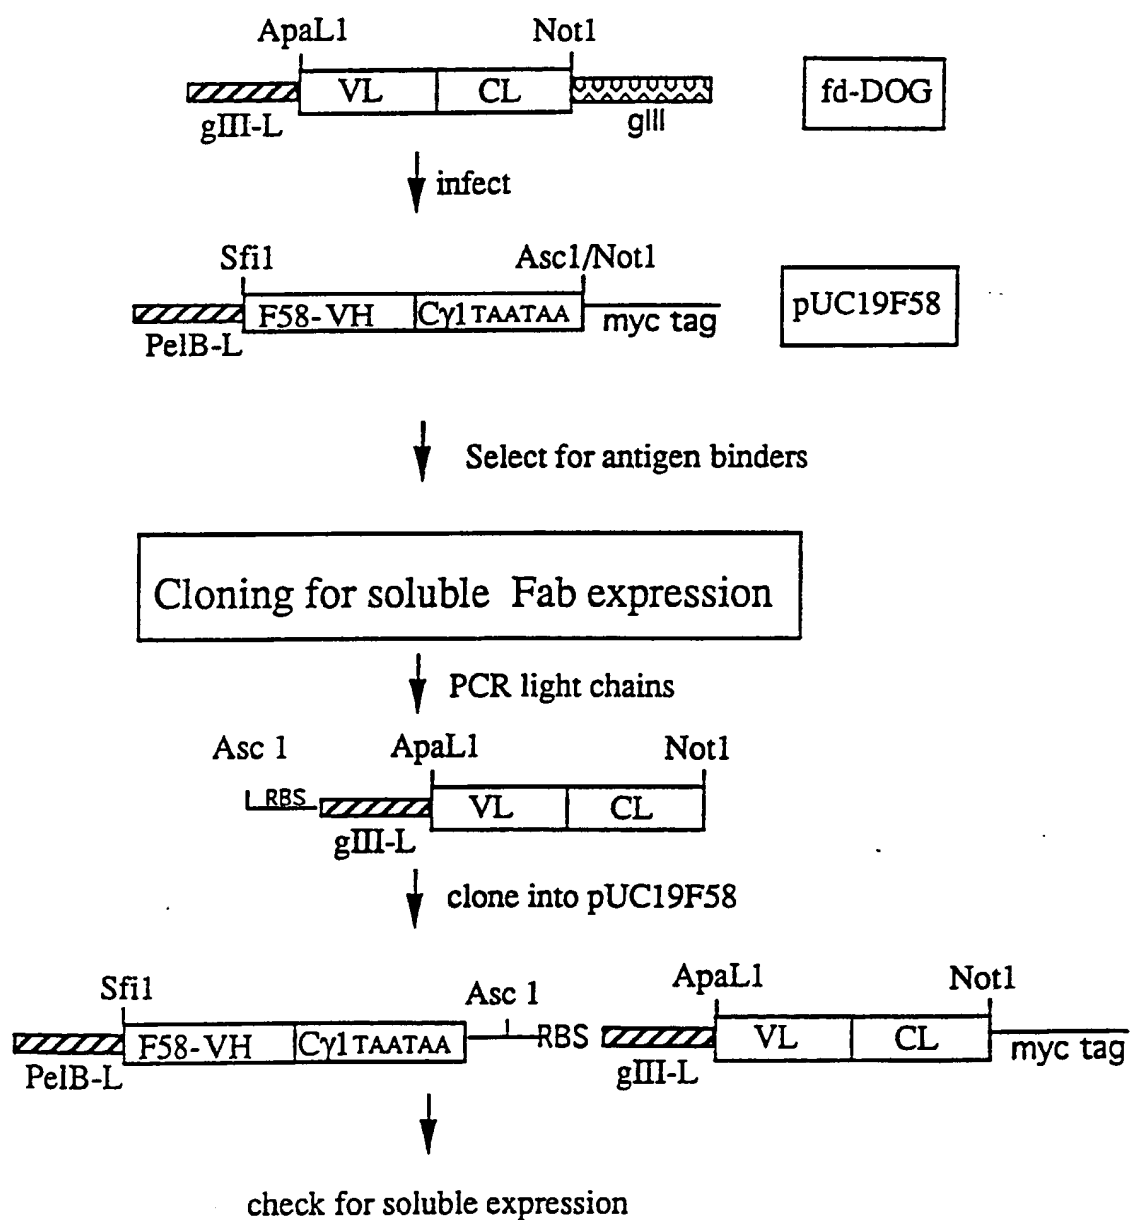 ApaL1 Not1
VL CL fd-DOG
gIII-L gIII
infect
Sfi1 Asc1/Not1
F58-VH Cγ1 TAATAA myc tag pUC19F58
PelB-L
Select for antigen binders
Cloning for soluble Fab expression
PCR light chains
Asc 1 ApaL1 Not1
RBS VL CL
gIII-L
clone into pUC19F58
Sfi1 Asc 1 ApaL1 Not1
F58-VH Cγ1 TAATAA RBS VL CL myc tag
PelB-L gIII-L
check for soluble expression